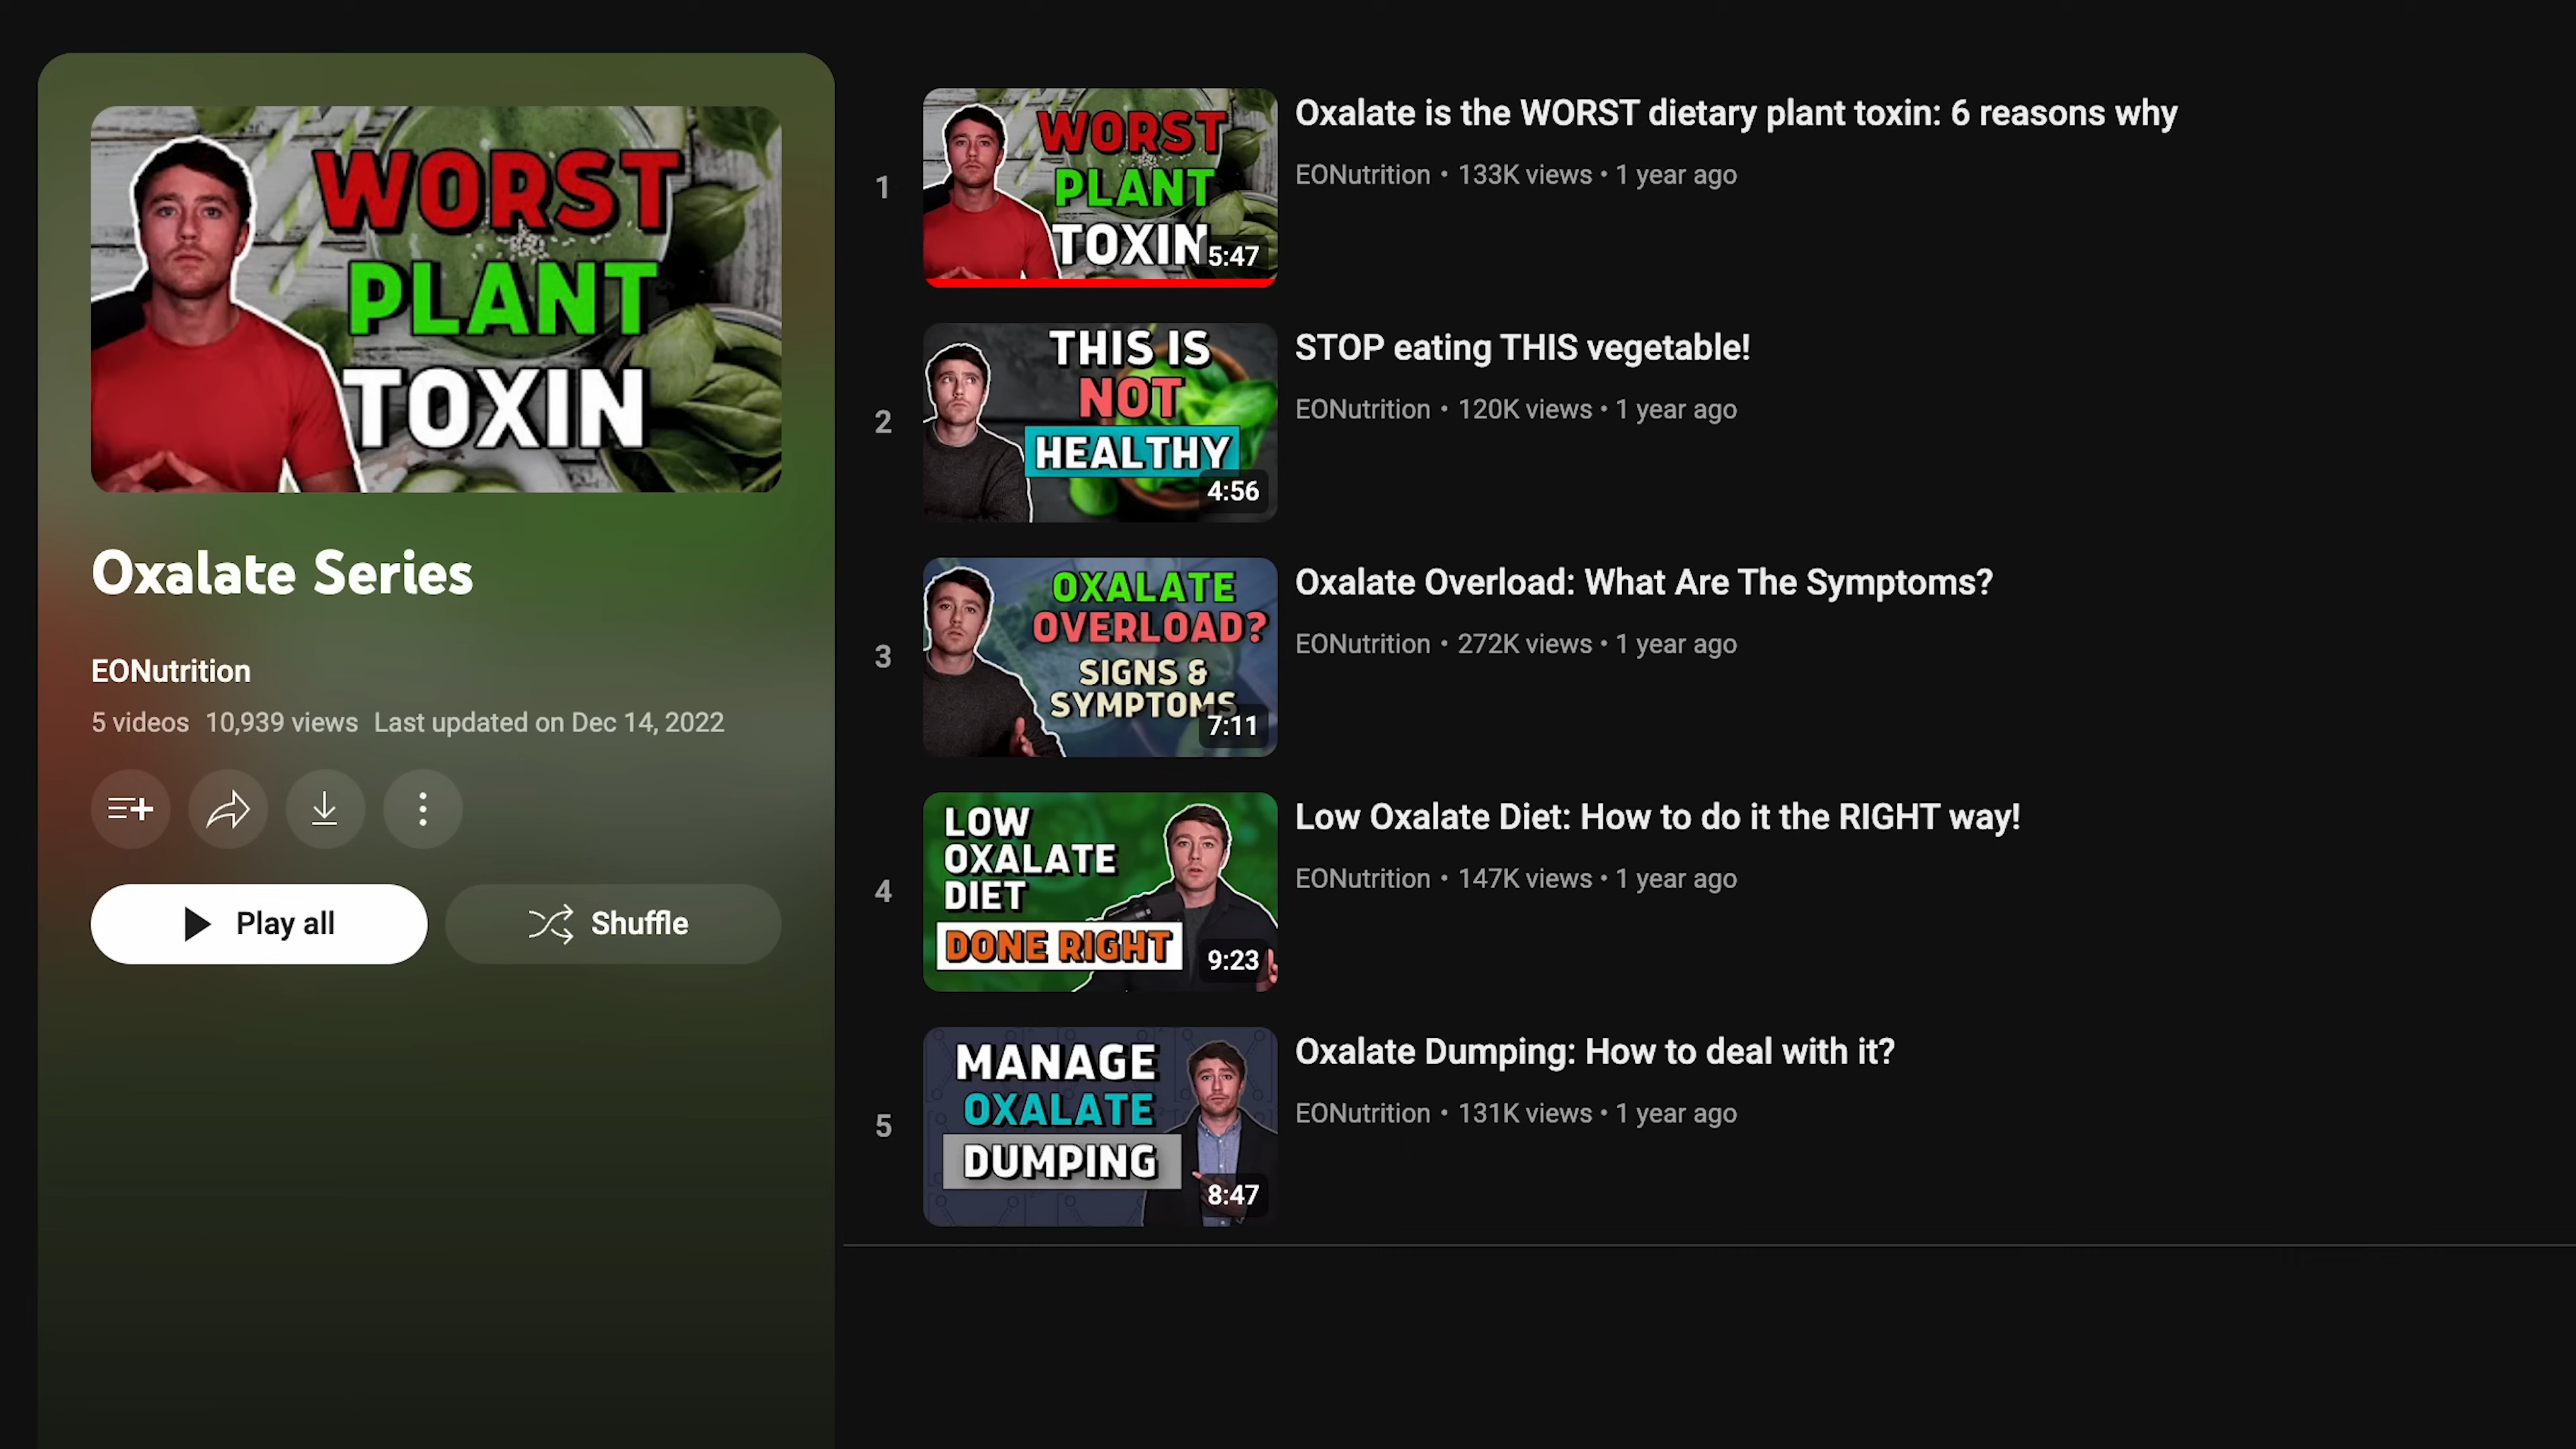 WORST
PLANT
TOXIN
Oxalate Series
EONutrition
5 videos 10,939 views Last updated on Dec 14, 2022
Play all
Shuffle
1
WORST
PLANT
TOXIN
5:47
Oxalate is the WORST dietary plant toxin: 6 reasons why
EONutrition • 133K views • 1 year ago
2
THIS IS
NOT
HEALTHY
4:56
STOP eating THIS vegetable!
EONutrition • 120K views • 1 year ago
3
OXALATE
OVERLOAD?
SIGNS &
SYMPTOMS
7:11
Oxalate Overload: What Are The Symptoms?
EONutrition • 272K views • 1 year ago
4
LOW
OXALATE
DIET
DONE RIGHT
9:23
Low Oxalate Diet: How to do it the RIGHT way!
EONutrition • 147K views • 1 year ago
5
MANAGE
OXALATE
DUMPING
8:47
Oxalate Dumping: How to deal with it?
EONutrition • 131K views • 1 year ago